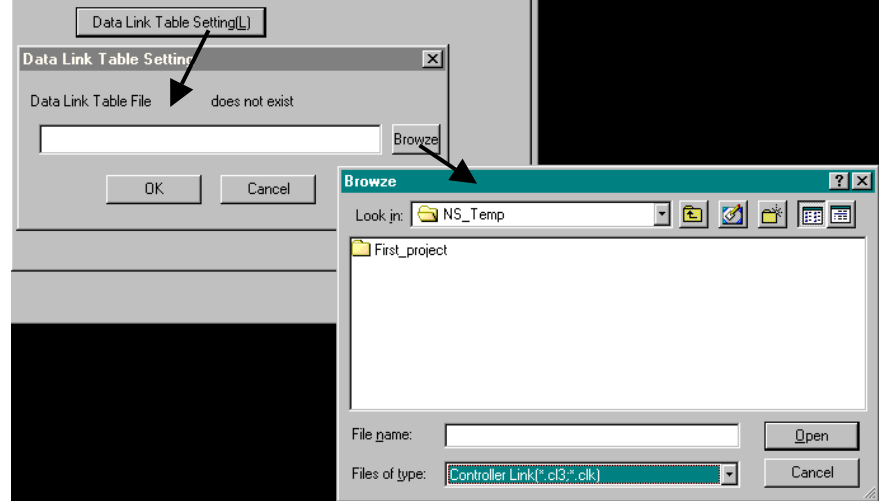 Data Link Table Setting(L)
Data Link Table Setting
Data Link Table File does not exist
Browze
OK Cancel
Browze
Look in: NS_Temp
First_project
File name: Open
Files of type: Controller Link(*.cl3;*.clk) Cancel